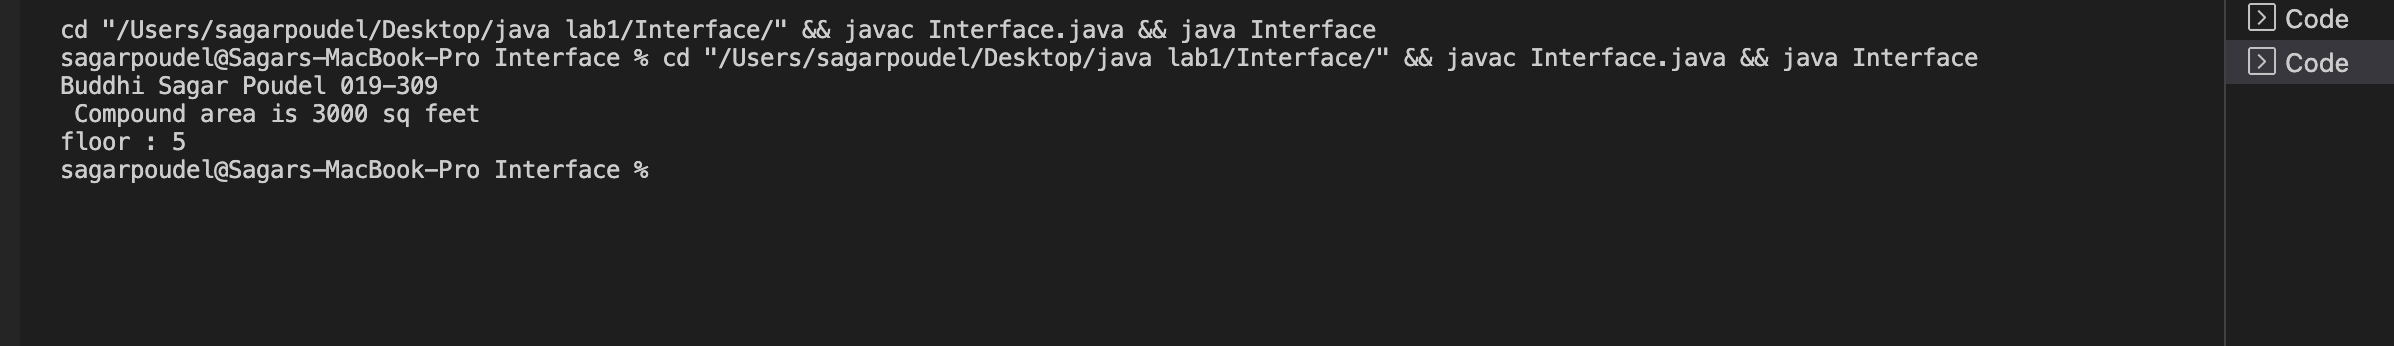 cd "/Users/sagarpoudel/Desktop/java lab1/Interface/" && javac Interface.java && java Interface
sagarpoudel@Sagars-MacBook-Pro Interface % cd "/Users/sagarpoudel/Desktop/java lab1/Interface/" && javac Interface.java && java Interface
Buddhi Sagar Poudel 019-309
 Compound area is 3000 sq feet
floor : 5
sagarpoudel@Sagars-MacBook-Pro Interface %
Code
Code